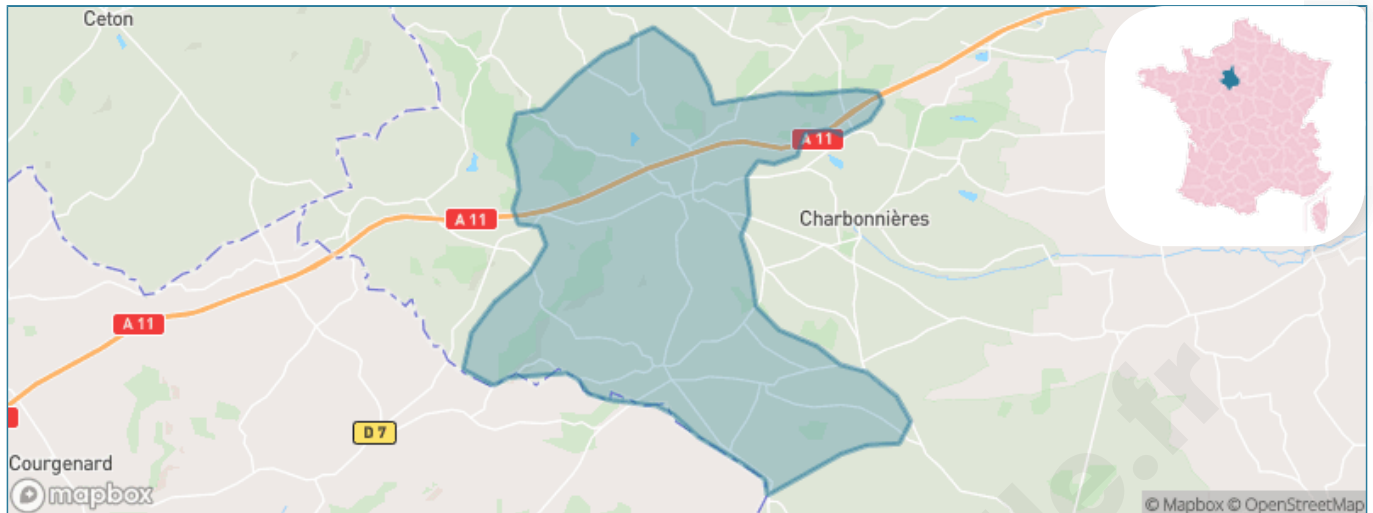 Ceton
A 11
A 11
Charbonnières
A 11
D 7
Courgenard
mapbox
© Mapbox © OpenStreetMap